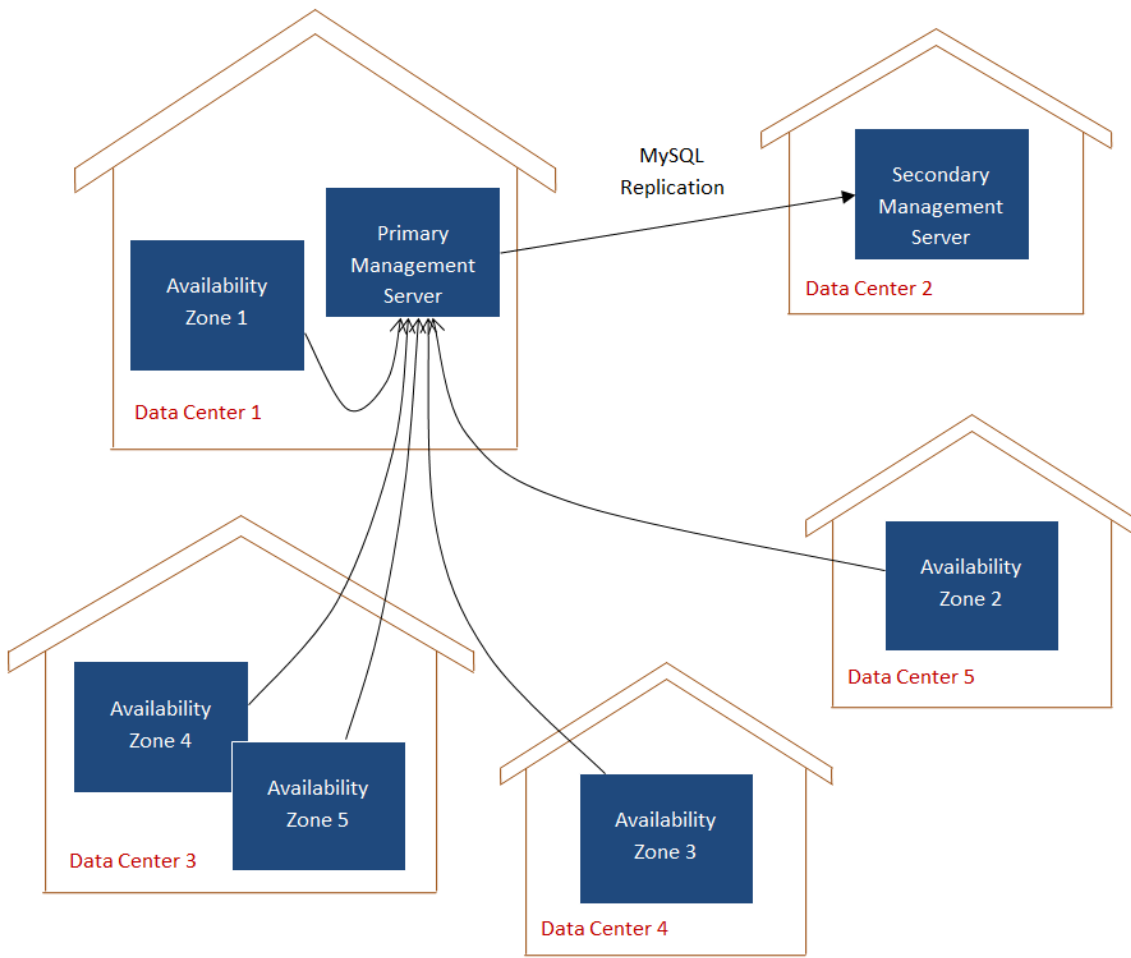 MySQL
Replication
Secondary
Management
Server
Data Center 2
Primary
Management
Server
Availability
Zone 1
Data Center 1
Availability
Zone 2
Data Center 5
Availability
Zone 4
Availability
Zone 5
Data Center 3
Availability
Zone 3
Data Center 4